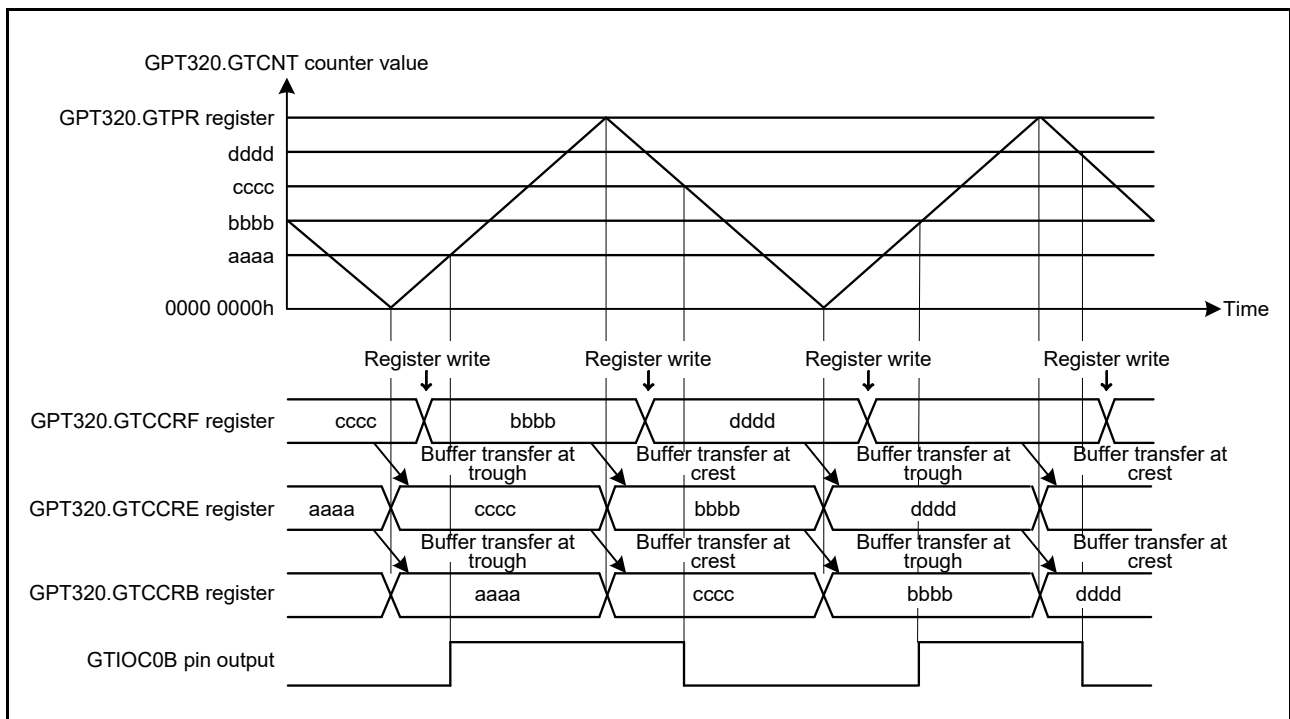 GPT320.GTCNT counter value
GPT320.GTPR register
dddd
cccc
bbbb
aaaa
0000 0000h
Time
Register write Register write Register write Register write
GPT320.GTCCRF register cccc bbbb dddd
Buffer transfer at Buffer transfer at Buffer transfer at Buffer transfer at
trough crest trough crest
GPT320.GTCCRE register aaaa cccc bbbb dddd
Buffer transfer at Buffer transfer at Buffer transfer at Buffer transfer at
trough crest trough crest
GPT320.GTCCRB register aaaa cccc bbbb dddd
GTIOC0B pin output